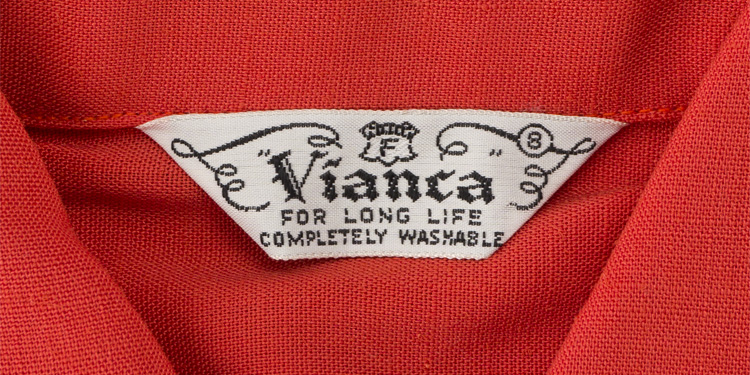 F
8
"Vianca"
FOR LONG LIFE
COMPLETELY WASHABLE